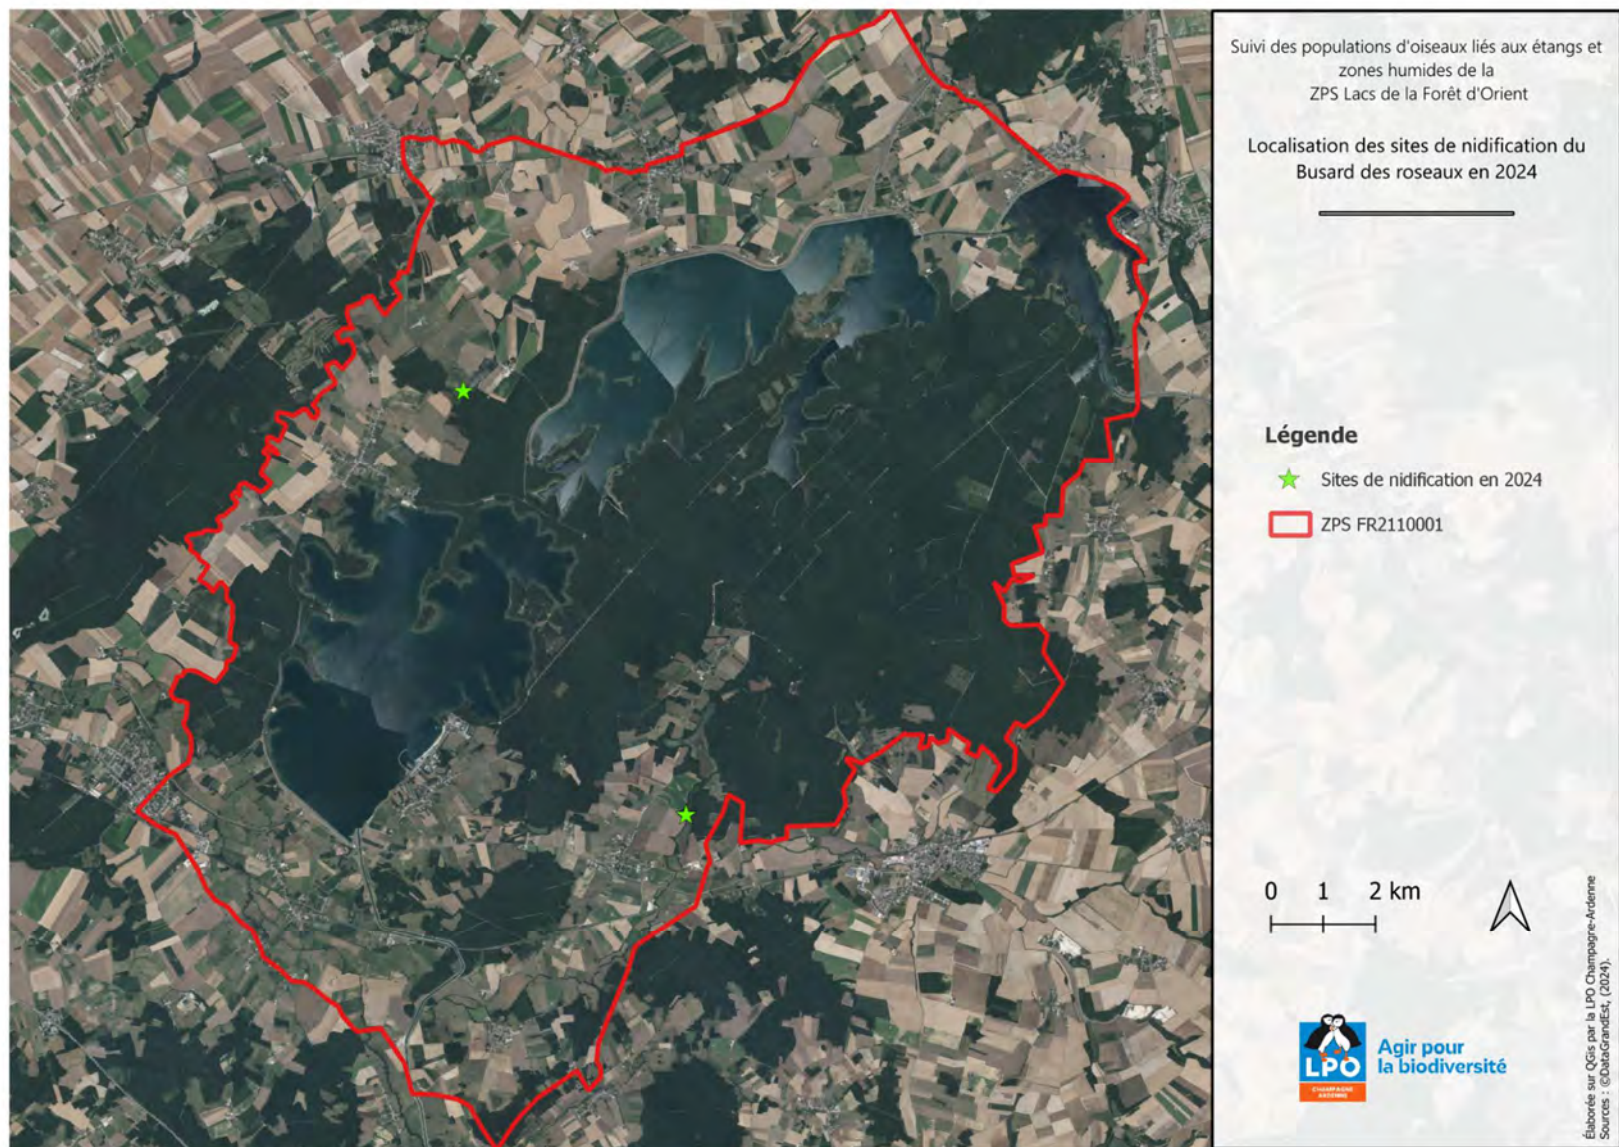 Suivi des populations d'oiseaux liés aux étangs et
zones humides de la
ZPS Lacs de la Forêt d'Orient
Localisation des sites de nidification du
Busard des roseaux en 2024
Légende
Sites de nidification en 2024
ZPS FR2110001
0 1 2 km
LPO
CHAMPAGNE
ARDENNE
Agir pour
la biodiversité
Élaborée sur QGis par la LPO Champagne-Ardenne
Sources : ©DataGrandEst, (2024).